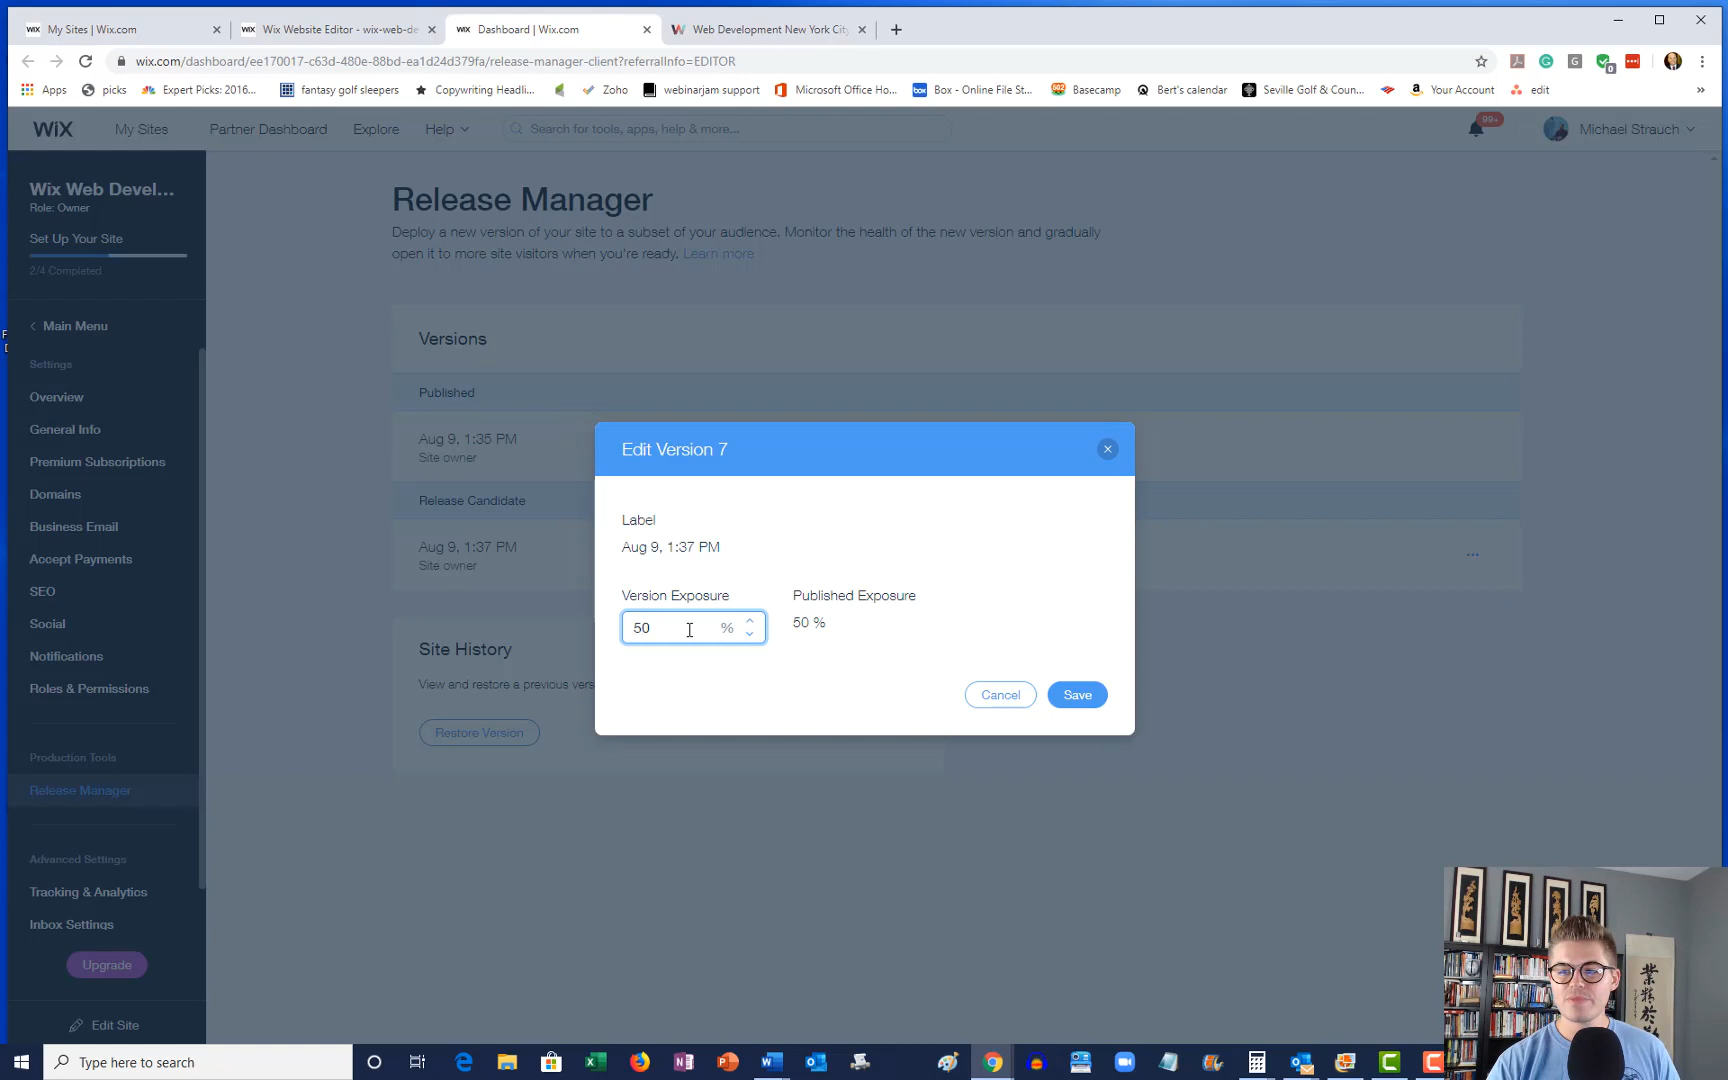 My Sites | Wix.com
Wix Website Editor - wix-web-de
Dashboard | Wix.com
Web Development New York City
wix.com/dashboard/ee170017-c63d-480e-88bd-ea1d24d379fa/release-manager-client?referralInfo=EDITOR
Apps
picks
Expert Picks: 2016...
fantasy golf sleepers
Copywriting Headli...
Zoho
webinarjam support
Microsoft Office Ho...
Box - Online File St...
Basecamp
Bert's calendar
Seville Golf & Coun...
Your Account
edit
WiX
My Sites
Partner Dashboard
Explore
Help
Search for tools, apps, help & more...
99+
Michael Strauch
Wix Web Devel...
Role: Owner
Set Up Your Site
2/4 Completed
Main Menu
Settings
Overview
General Info
Premium Subscriptions
Domains
Business Email
Accept Payments
SEO
Social
Notifications
Roles & Permissions
Production Tools
Release Manager
Advanced Settings
Tracking & Analytics
Inbox Settings
Upgrade
Edit Site
Release Manager
Deploy a new version of your site to a subset of your audience. Monitor the health of the new version and gradually
open it to more site visitors when you're ready. Learn more
Versions
Published
Aug 9, 1:35 PM
Site owner
Release Candidate
Aug 9, 1:37 PM
Site owner
...
Site History
View and restore a previous vers
Restore Version
Edit Version 7
Label
Aug 9, 1:37 PM
Version Exposure
Published Exposure
50 %
50 %
Cancel
Save
Type here to search